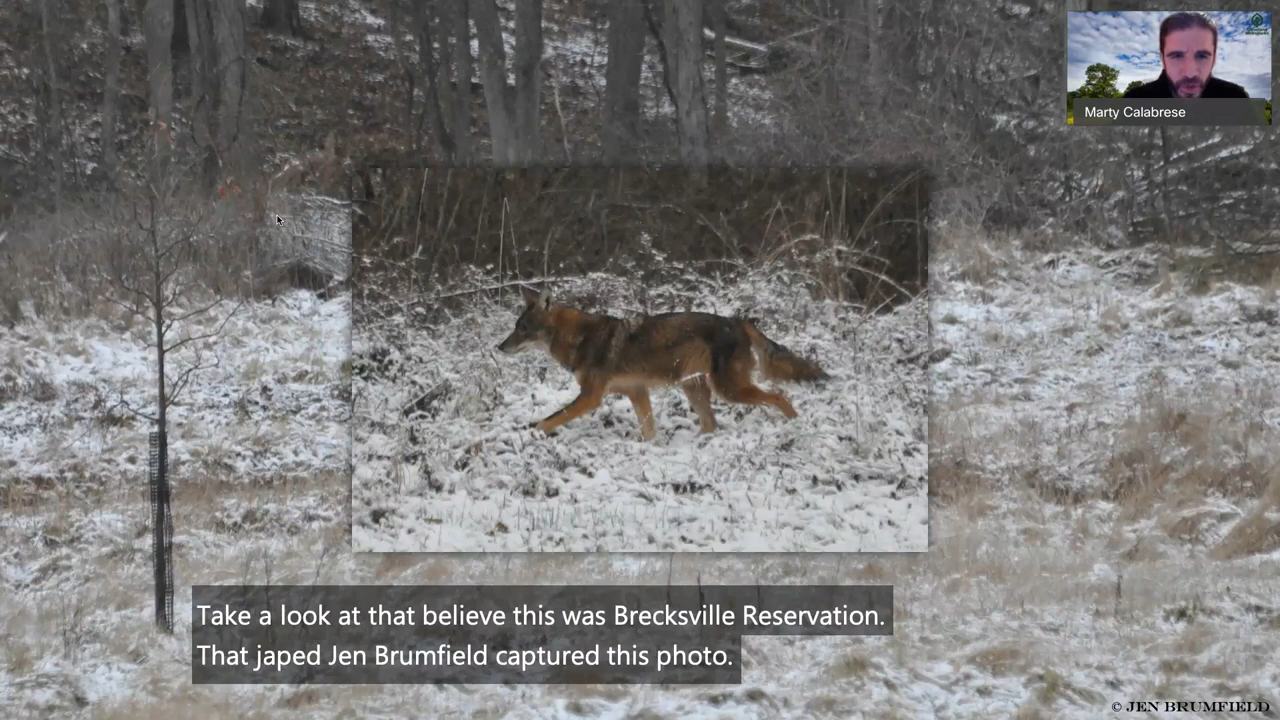 Marty Calabrese
Take a look at that believe this was Brecksville Reservation.
That japed Jen Brumfield captured this photo.
© JEN BRUMFIELD